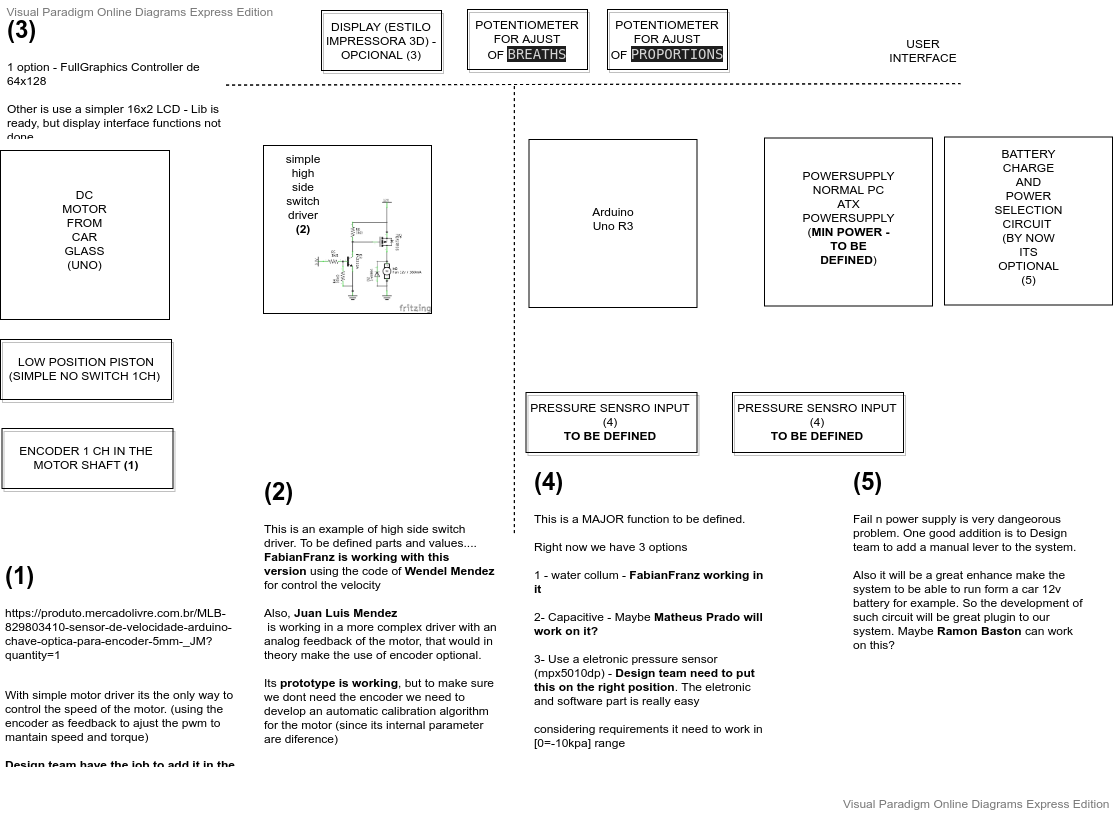 Visual Paradigm Online Diagrams Express Edition
(3)
1 option - FullGraphics Controller de
64x128
Other is use a simpler 16x2 LCD - Lib is
ready, but display interface functions not
done
DISPLAY (ESTILO
IMPRESSORA 3D) -
OPCIONAL (3)
POTENTIOMETER
FOR AJUST
OF BREATHS
POTENTIOMETER
FOR AJUST
OF PROPORTIONS
USER
INTERFACE
DC
MOTOR
FROM
CAR
GLASS
(UNO)
simple
high
side
switch
driver
(2)
fritzing
Arduino
Uno R3
POWERSUPPLY
NORMAL PC
ATX
POWERSUPPLY
(MIN POWER -
TO BE
DEFINED)
BATTERY
CHARGE
AND
POWER
SELECTION
CIRCUIT
(BY NOW
ITS
OPTIONAL
(5)
LOW POSITION PISTON
(SIMPLE NO SWITCH 1CH)
ENCODER 1 CH IN THE
MOTOR SHAFT (1)
PRESSURE SENSRO INPUT
(4)
TO BE DEFINED
PRESSURE SENSRO INPUT
(4)
TO BE DEFINED
(1)
https://produto.mercadolivre.com.br/MLB-
829803410-sensor-de-velocidade-arduino-
chave-optica-para-encoder-5mm-_JM?
quantity=1
With simple motor driver its the only way to
control the speed of the motor. (using the
encoder as feedback to ajust the pwm to
mantain speed and torque)
Design team have the job to add it in the
(2)
This is an example of high side switch
driver. To be defined parts and values....
FabianFranz is working with this
version using the code of Wendel Mendez
for control the velocity
Also, Juan Luis Mendez
is working in a more complex driver with an
analog feedback of the motor, that would in
theory make the use of encoder optional.
Its prototype is working, but to make sure
we dont need the encoder we need to
develop an automatic calibration algorithm
for the motor (since its internal parameter
are diference)
(4)
This is a MAJOR function to be defined.
Right now we have 3 options
1 - water collum - FabianFranz working in
it
2- Capacitive - Maybe Matheus Prado will
work on it?
3- Use a eletronic pressure sensor
(mpx5010dp) - Design team need to put
this on the right position. The eletronic
and software part is really easy
considering requirements it need to work in
[0=-10kpa] range
(5)
Fail n power supply is very dangeorous
problem. One good addition is to Design
team to add a manual lever to the system.
Also it will be a great enhance make the
system to be able to run form a car 12v
battery for example. So the development of
such circuit will be great plugin to our
system. Maybe Ramon Baston can work
on this?
Visual Paradigm Online Diagrams Express Edition